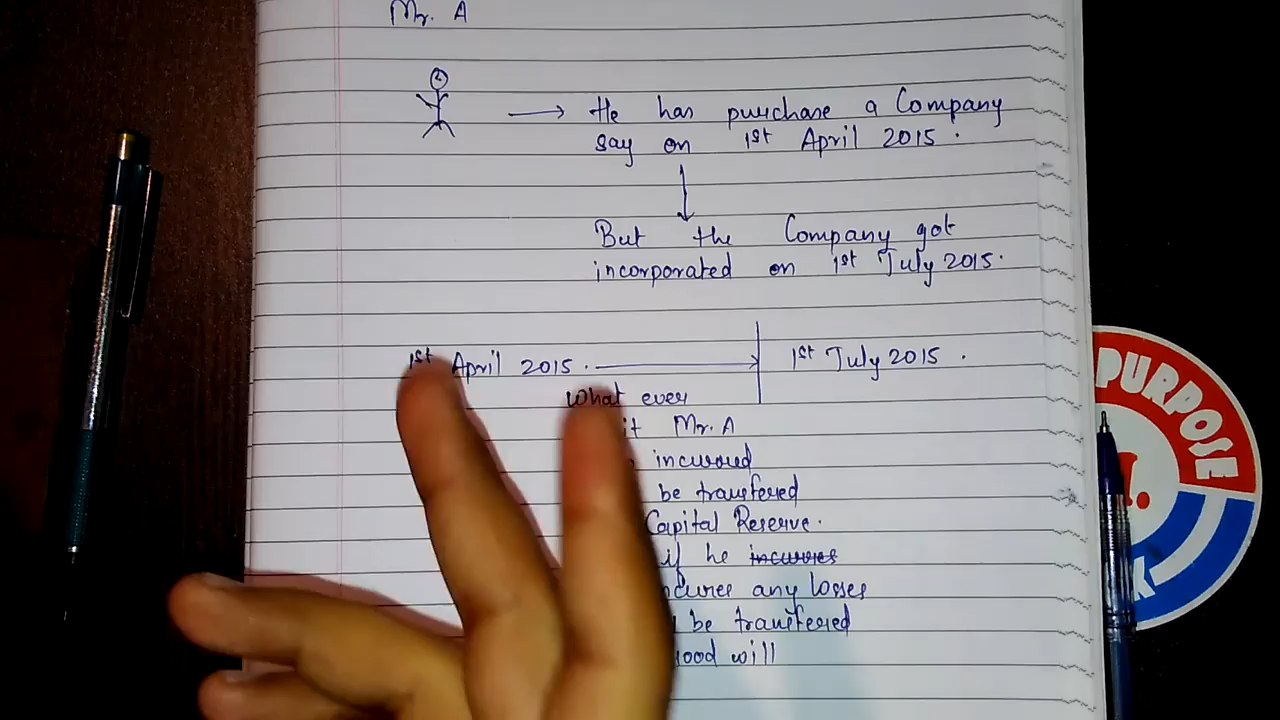 Mr. A
He has purchase a Company
say on 1st April 2015.
But the Company got
incorporated on 1st July 2015.
1st April 2015. 1st July 2015.
What ever
Mr. A
incurred
be transfered
Capital Reserve.
if he incurres
any losses
be transfered
will
PURPOSE